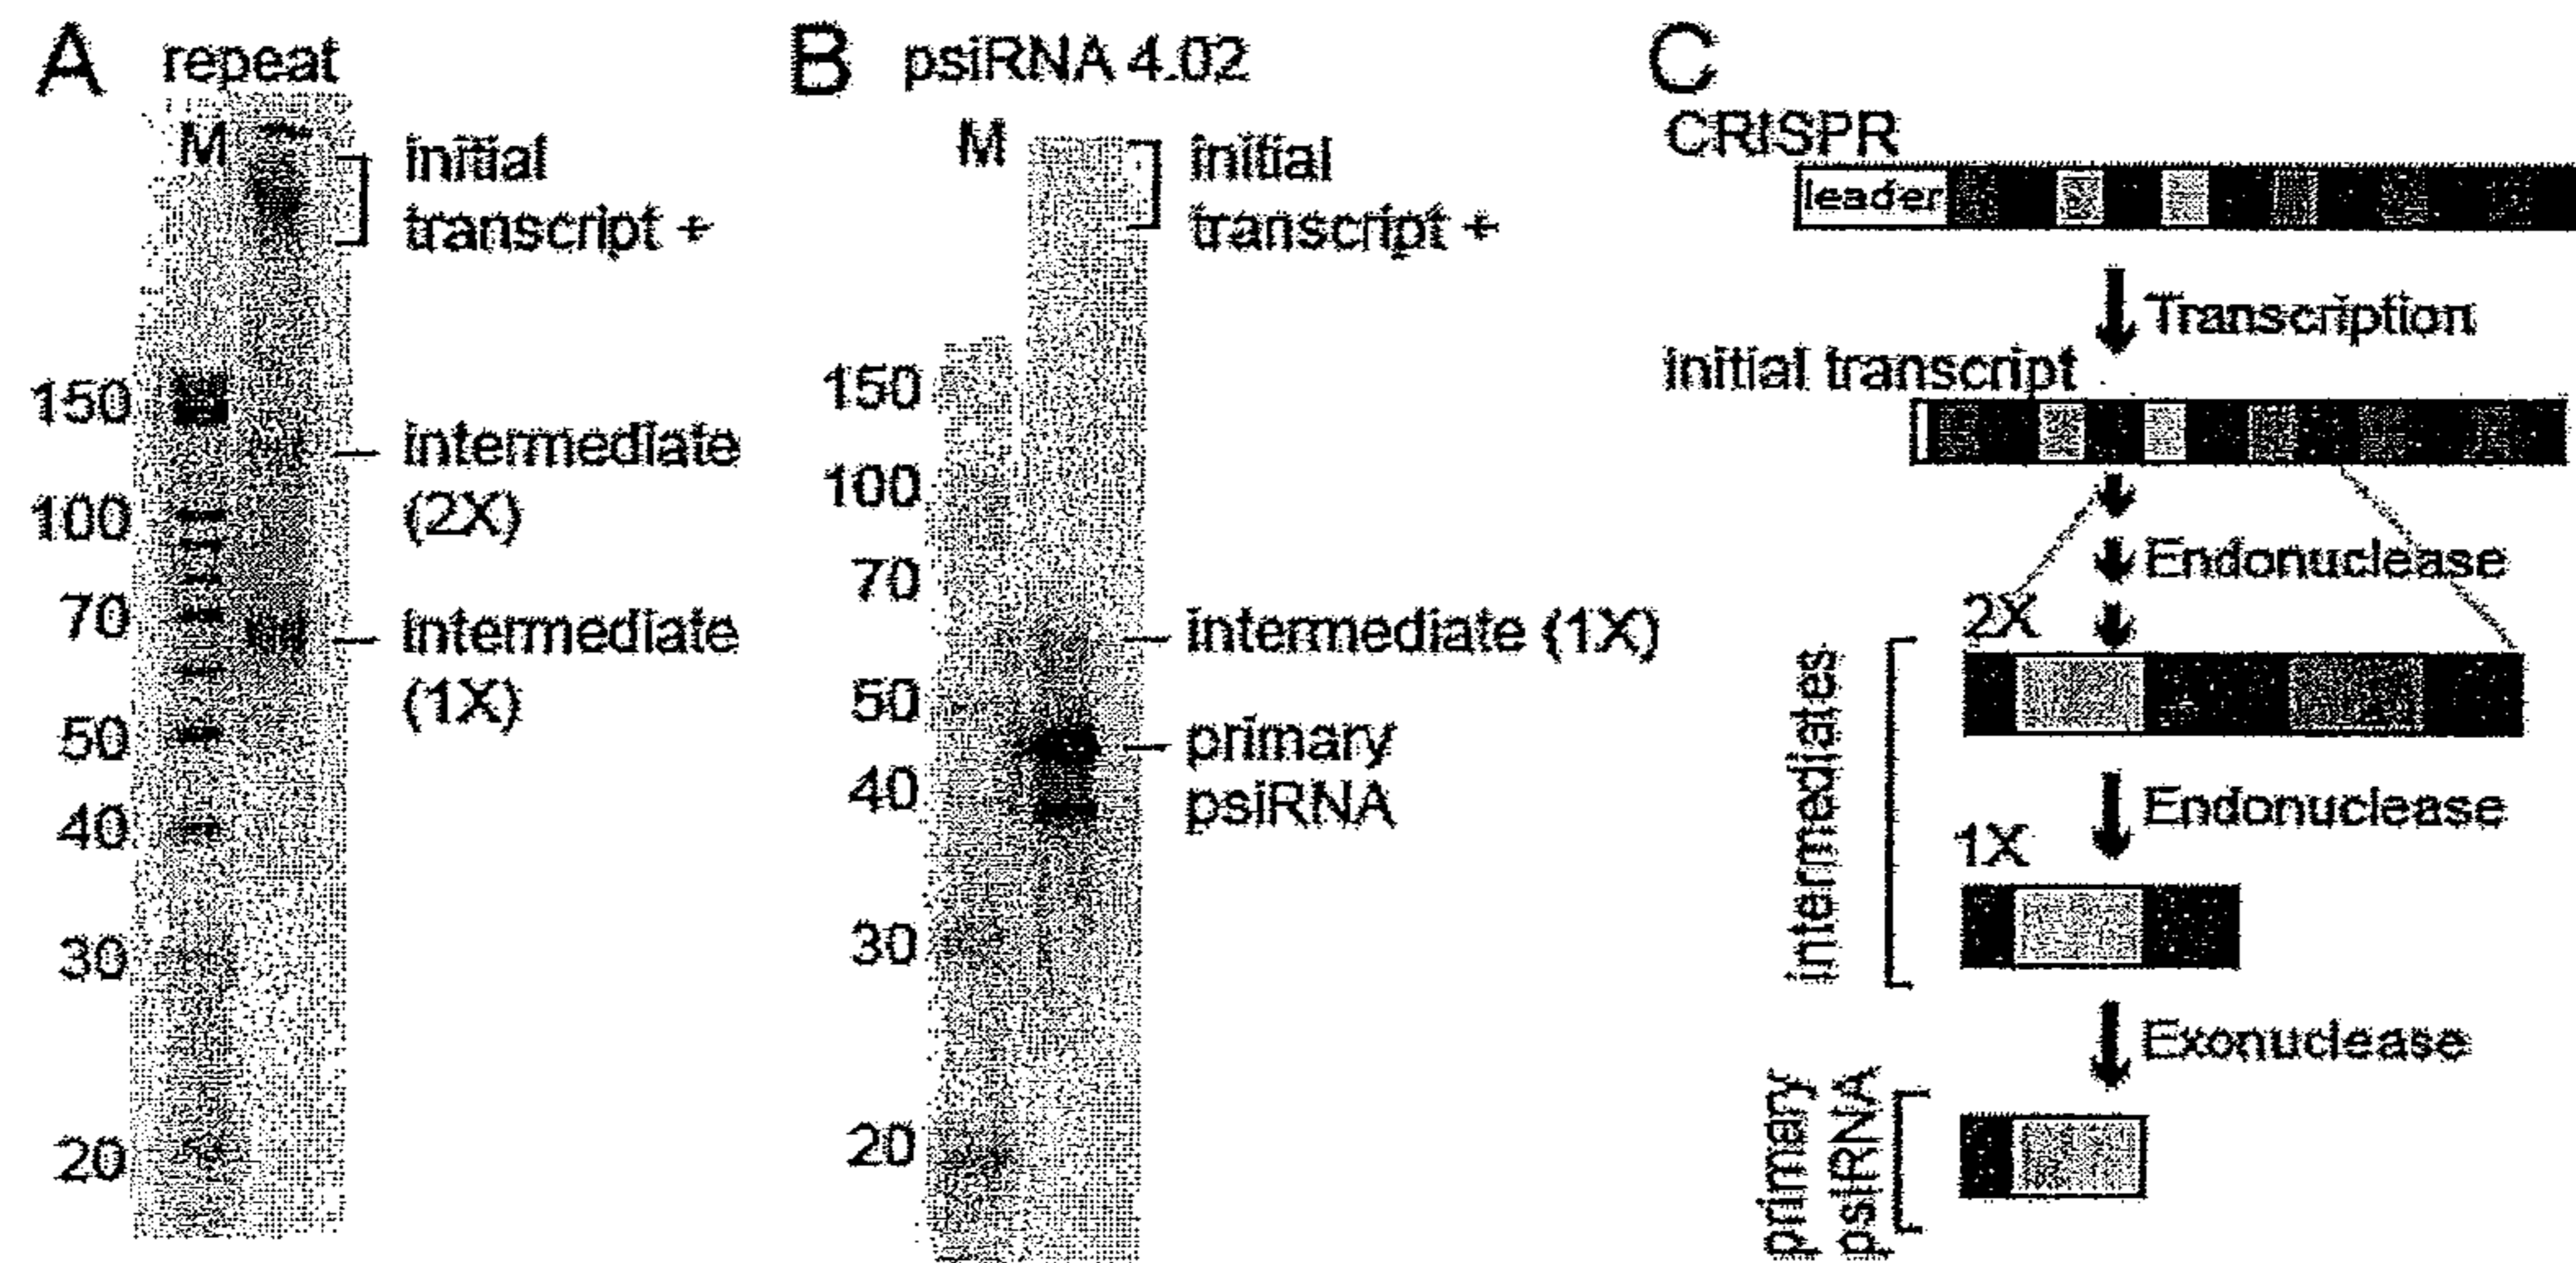 A repeat
M
initial
transcript +
150
intermediate
(2X)
100
70
intermediate
(1X)
50
40
30
20
B psiRNA 4.02
M
initial
transcript +
150
100
70
intermediate (1X)
50
primary
psiRNA
40
30
20
C
CRISPR
leader
Transcription
initial transcript
Endonuclease
2X
intermediates
Endonuclease
1X
Exonuclease
primary
psiRNA